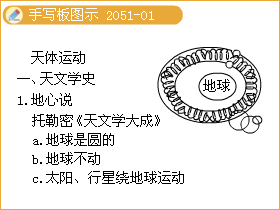 手写板图示 2051-01
天体运动
一、天文学史
1.地心说
托勒密《天文学大成》
a.地球是圆的
b.地球不动
c.太阳、行星绕地球运动
地球